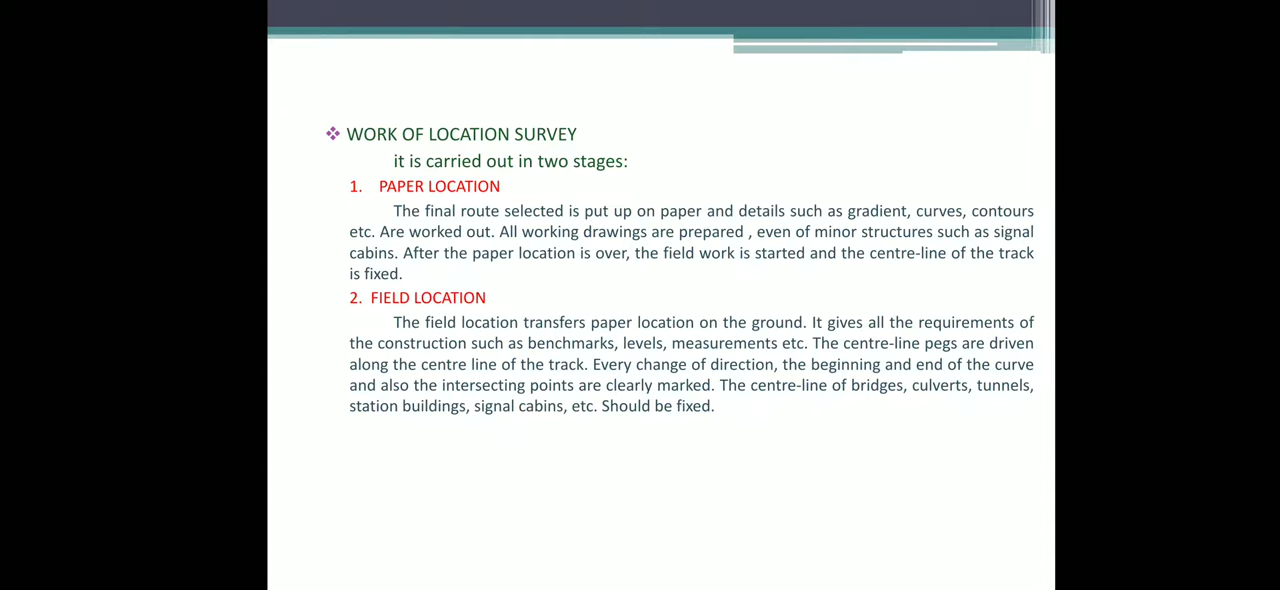 ❖ WORK OF LOCATION SURVEY
it is carried out in two stages:
1. PAPER LOCATION
The final route selected is put up on paper and details such as gradient, curves, contours
etc. Are worked out. All working drawings are prepared , even of minor structures such as signal
cabins. After the paper location is over, the field work is started and the centre-line of the track
is fixed.
2. FIELD LOCATION
The field location transfers paper location on the ground. It gives all the requirements of
the construction such as benchmarks, levels, measurements etc. The centre-line pegs are driven
along the centre line of the track. Every change of direction, the beginning and end of the curve
and also the intersecting points are clearly marked. The centre-line of bridges, culverts, tunnels,
station buildings, signal cabins, etc. Should be fixed.